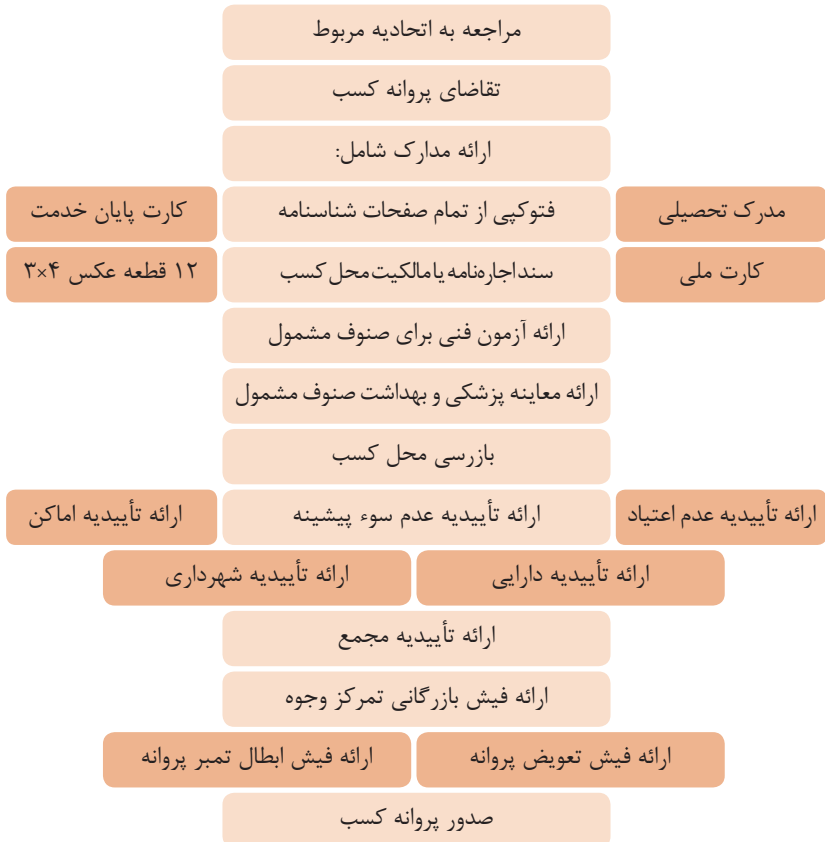 مراجعه به اتحادیه مربوط
تقاضای پروانه کسب
ارائه مدارک شامل:
مدرک تحصیلی
فتوکپی از تمام صفحات شناسنامه
کارت پایان خدمت
کارت ملی
سند اجاره‌نامه یا مالکیت محل کسب
۱۲ قطعه عکس ۴×۳
ارائه آزمون فنی برای صنوف مشمول
ارائه معاینه پزشکی و بهداشت صنوف مشمول
بازرسی محل کسب
ارائه تأییدیه عدم اعتیاد
ارائه تأییدیه عدم سوء پیشینه
ارائه تأییدیه اماکن
ارائه تأییدیه دارایی
ارائه تأییدیه شهرداری
ارائه تأییدیه مجمع
ارائه فیش بازرگانی تمرکز وجوه
ارائه فیش تعویض پروانه
ارائه فیش ابطال تمبر پروانه
صدور پروانه کسب